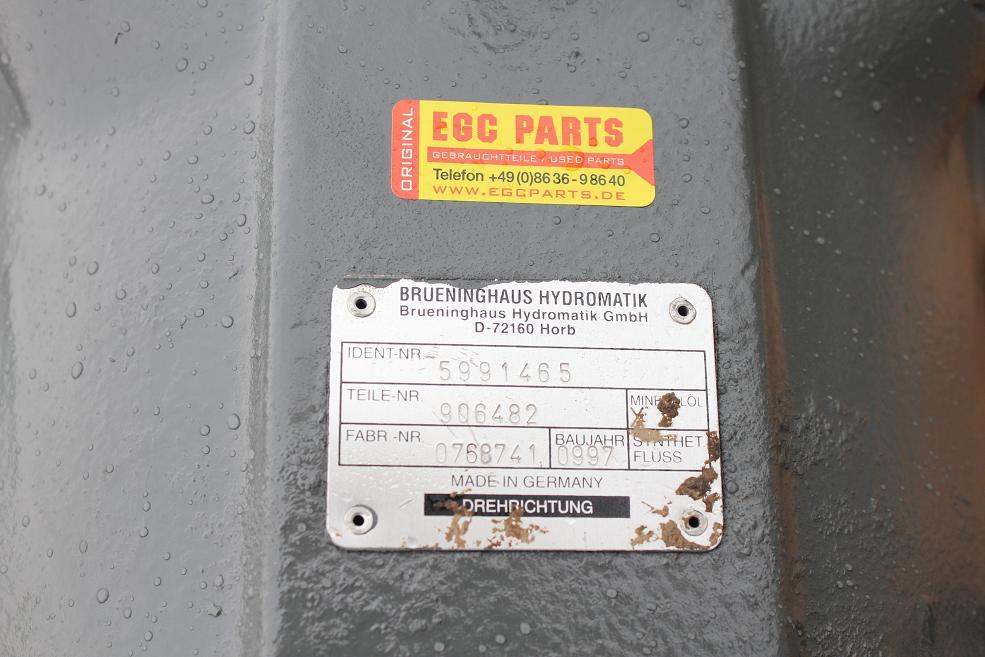 ORIGINAL
EGC PARTS
GEBRAUCHTTEILE / USED PARTS
Telefon +49(0)8636-98640
WWW.EGCPARTS.DE
BRUENINGHAUS HYDROMATIK
Brueninghaus Hydromatik GmbH
D-72160 Horb
IDENT-NR. 5991465
TEILE-NR. 906482
FABR.-NR. 0768741 BAUJAHR 0997 SYNTHET.
FLÜSS.
MADE IN GERMANY
DREHRICHTUNG